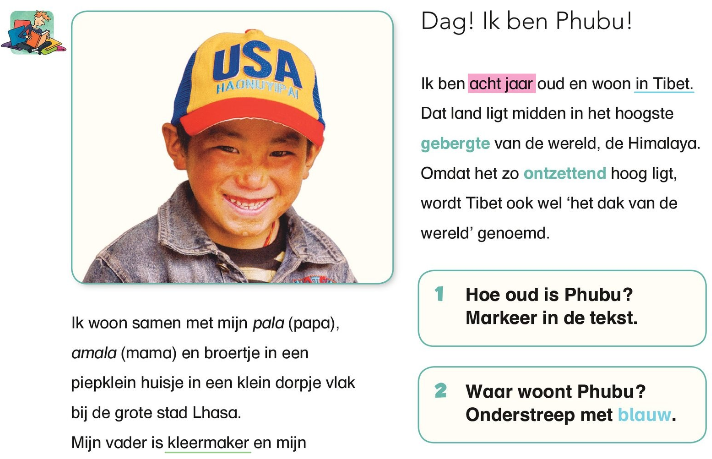 Dag! Ik ben Phubu!
Ik ben acht jaar oud en woon in Tibet.
Dat land ligt midden in het hoogste
gebergte van de wereld, de Himalaya.
Omdat het zo ontzettend hoog ligt,
wordt Tibet ook wel ‘het dak van de
wereld’ genoemd.
1 Hoe oud is Phubu?
Markeer in de tekst.
2 Waar woont Phubu?
Onderstreep met blauw.
USA
Ik woon samen met mijn pala (papa),
amala (mama) en broertje in een
piepklein huisje in een klein dorpje vlak
bij de grote stad Lhasa.
Mijn vader is kleermaker en mijn